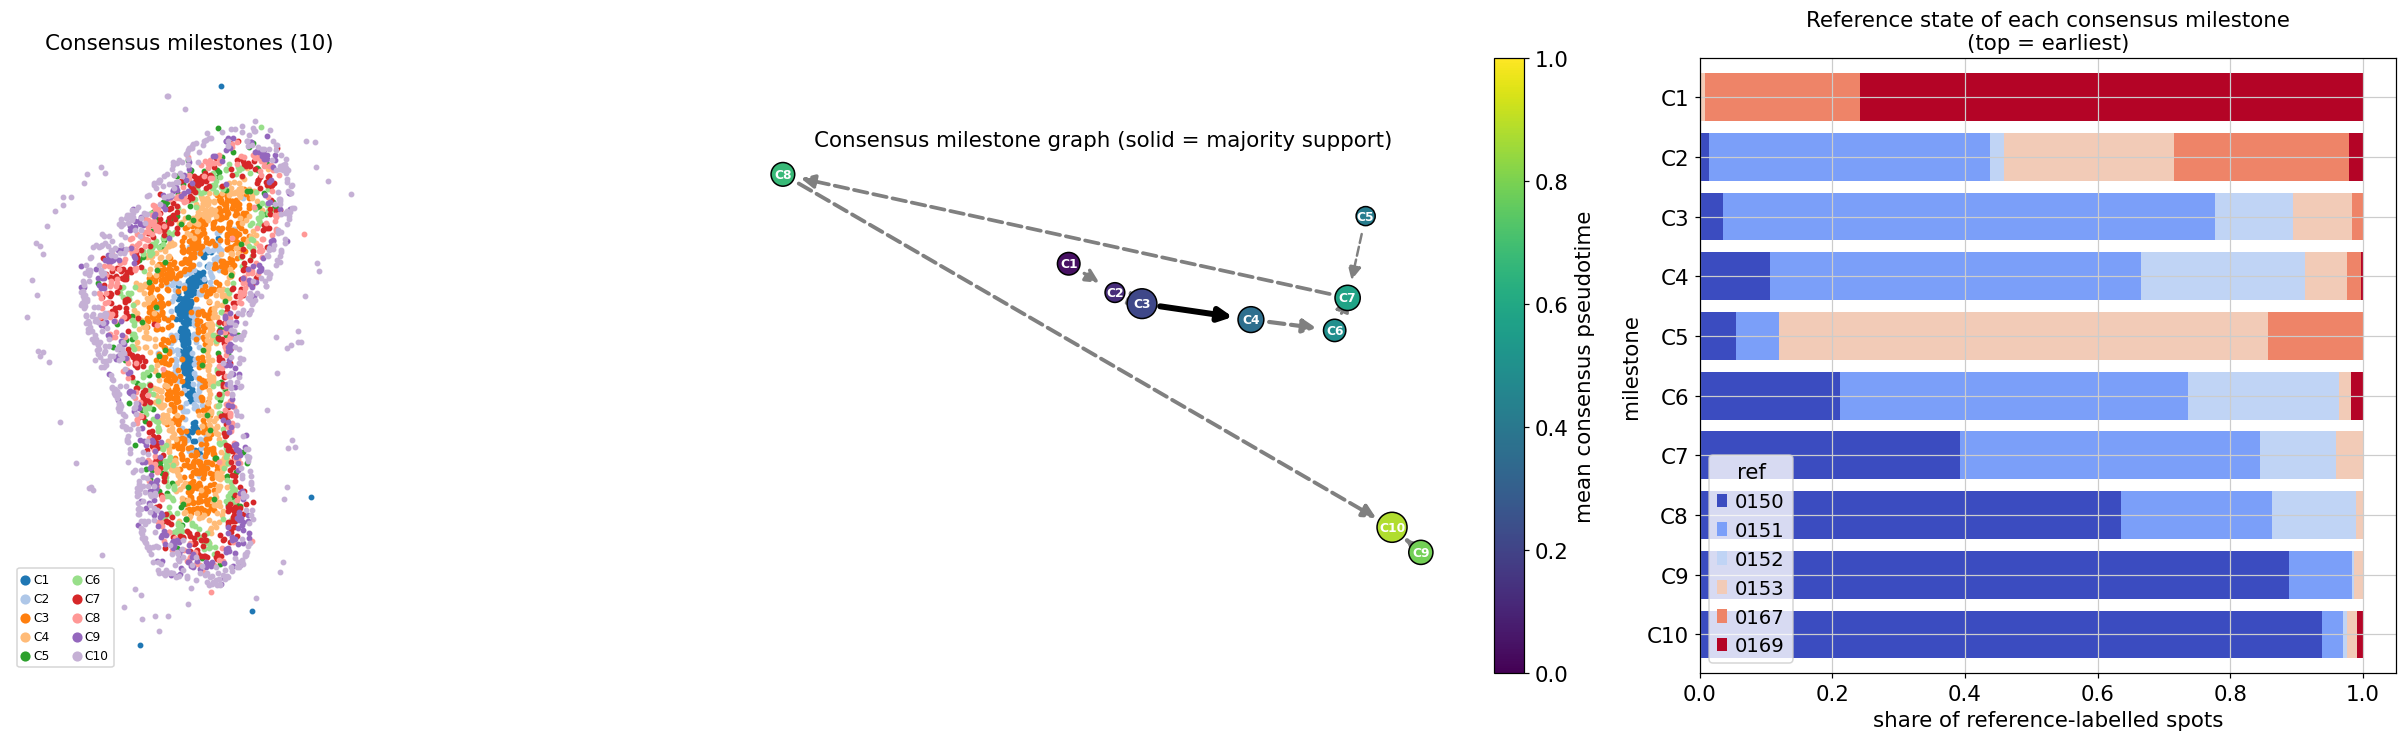 Consensus milestones (10)
C1
C2
C3
C4
C5
C6
C7
C8
C9
C10
Consensus milestone graph (solid = majority support)
C8
C5
C1
C2
C3
C7
C4
C6
C10
C9
1.0
0.8
0.6
0.4
0.2
0.0
mean consensus pseudotime
Reference state of each consensus milestone
(top = earliest)
milestone
C1
C2
C3
C4
C5
C6
C7
C8
C9
C10
ref
0150
0151
0152
0153
0167
0169
0.0 0.2 0.4 0.6 0.8 1.0
share of reference-labelled spots